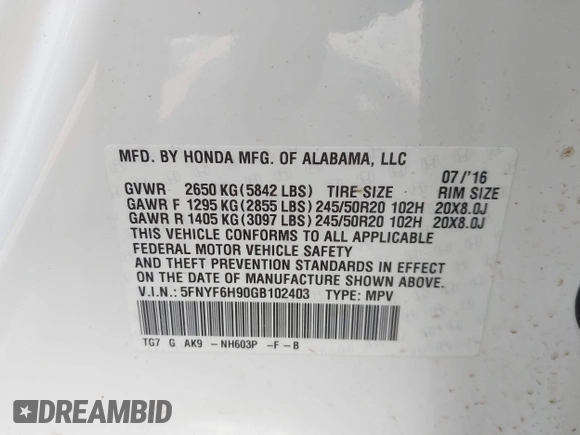 MFD. BY HONDA MFG. OF ALABAMA, LLC
07/'16
GVWR 2650 KG(5842 LBS) TIRE SIZE RIM SIZE
GAWR F 1295 KG(2855 LBS)245/50R20 102H 20X8.0J
GAWR R 1405 KG(3097 LBS)245/50R20 102H 20X8.0J
THIS VEHICLE CONFORMS TO ALL APPLICABLE
FEDERAL MOTOR VEHICLE SAFETY
AND THEFT PREVENTION STANDARDS IN EFFECT
ON THE DATE OF MANUFACTURE SHOWN ABOVE.
V.I.N.:5FNYF6H90GB102403 TYPE: MPV
TG7 G AK9 -NH603P -F-B
DREAMBID